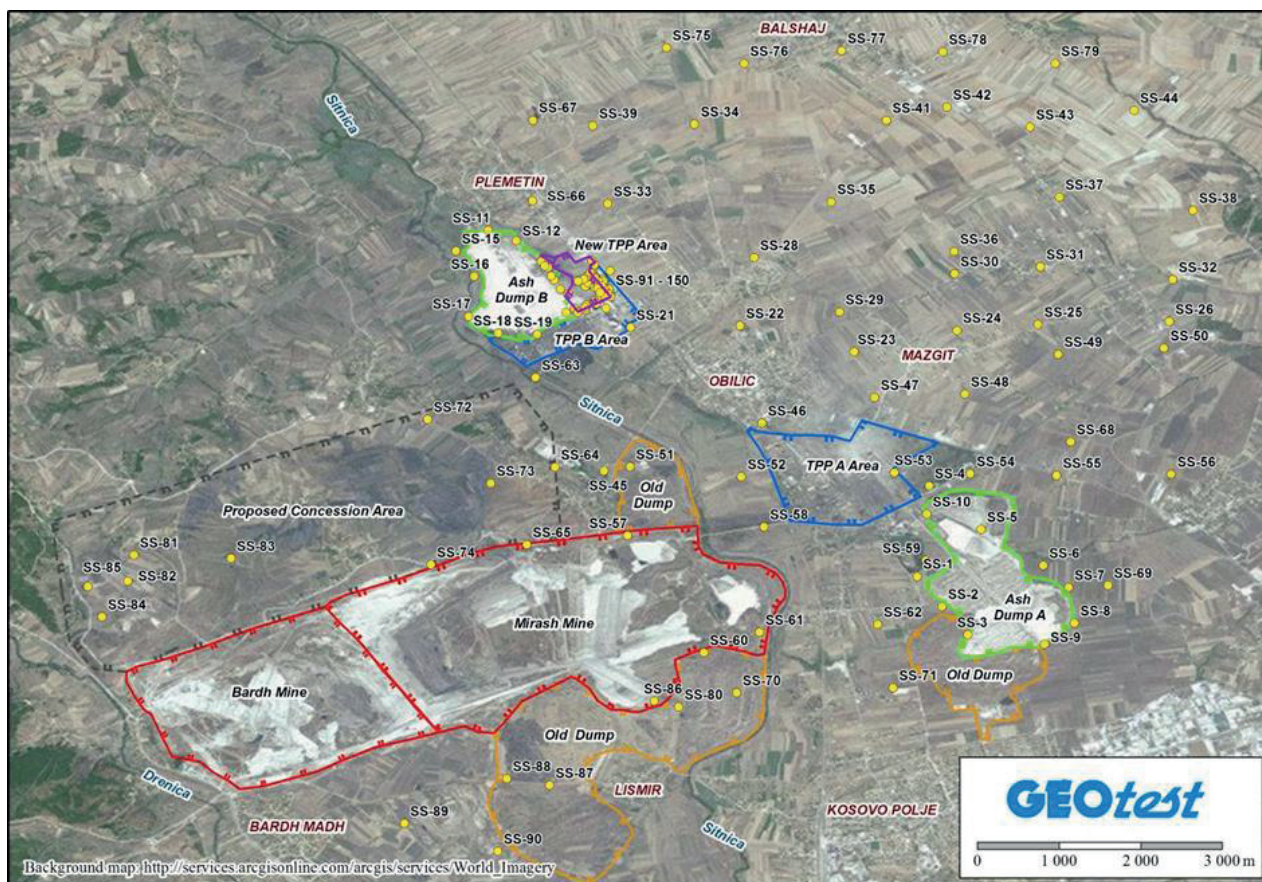 BALSHAJ
SS-75
SS-76
SS-77
SS-78
SS-79
Sitnica
SS-67
SS-39
SS-34
SS-41
SS-42
SS-43
SS-44
PLEMETIN
SS-66
SS-33
SS-35
SS-37
SS-38
SS-11
SS-12
SS-15
SS-16
SS-17
SS-18
SS-19
Ash
Dump B
New TPP Area
SS-91 - 150
SS-21
TPP B Area
SS-28
SS-36
SS-30
SS-31
SS-32
SS-22
SS-29
SS-24
SS-25
SS-26
SS-23
MAZGIT
SS-49
SS-50
SS-63
OBILIC
SS-47
SS-48
Sitnica
SS-46
SS-72
SS-73
SS-64
SS-45
SS-51
Old
Dump
SS-52
TPP A Area
SS-53
SS-4
SS-54
SS-68
SS-55
SS-56
SS-10
SS-5
Proposed Concession Area
SS-57
SS-58
SS-65
SS-74
SS-81
SS-83
SS-85
SS-82
SS-84
SS-59
SS-1
SS-6
SS-7
SS-69
SS-2
Ash
Dump A
SS-8
SS-62
SS-3
SS-9
Mirash Mine
SS-61
SS-60
Bardh Mine
SS-86
SS-80
SS-70
SS-71
Old Dump
Old Dump
SS-88
SS-87
LISMIR
Drenica
BARDH MADH
SS-89
SS-90
Sitnica
KOSOVO POLJE
GEOtest
0 1 000 2 000 3 000 m
Background map: http://services.arcgisonline.com/arcgis/services/World_Imagery